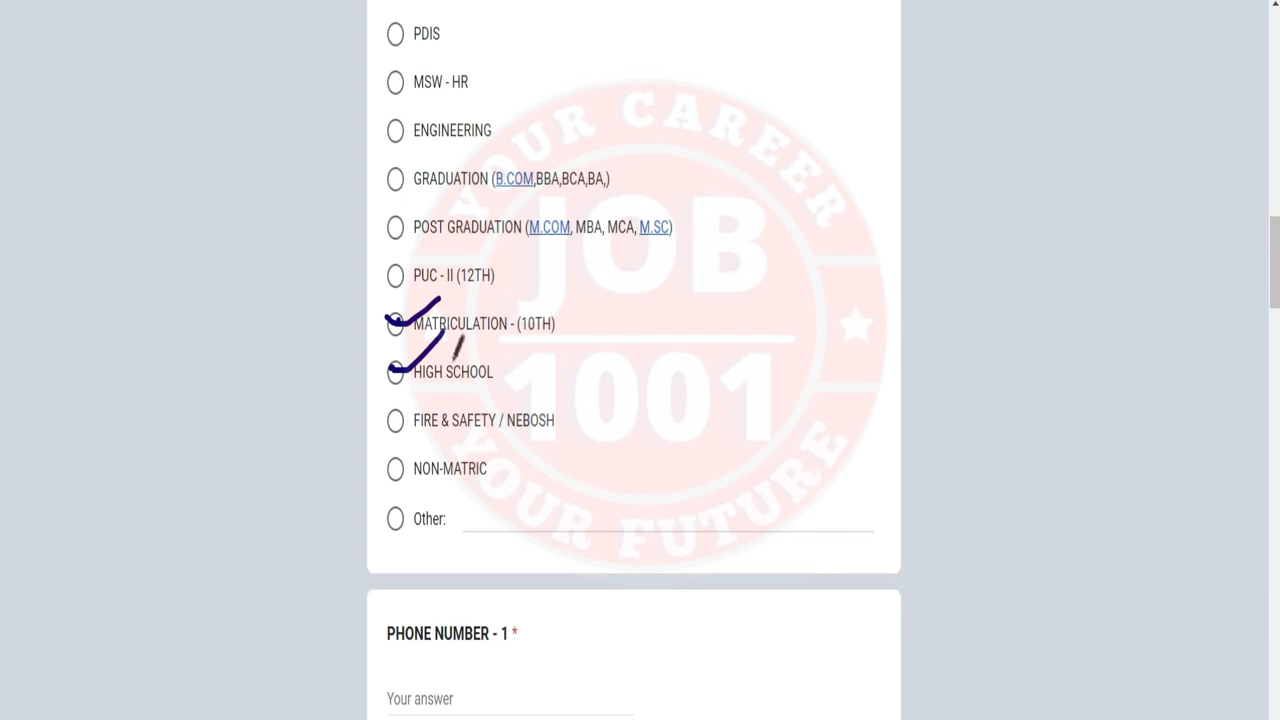 PDIS
MSW - HR
ENGINEERING
GRADUATION (B.COM,BBA,BCA,BA,)
POST GRADUATION (M.COM, MBA, MCA, M.SC)
PUC - II (12TH)
MATRICULATION - (10TH)
HIGH SCHOOL
FIRE & SAFETY / NEBOSH
NON-MATRIC
Other:
YOUR CAREER
JOB
1001
YOUR FUTURE
PHONE NUMBER - 1 *
Your answer